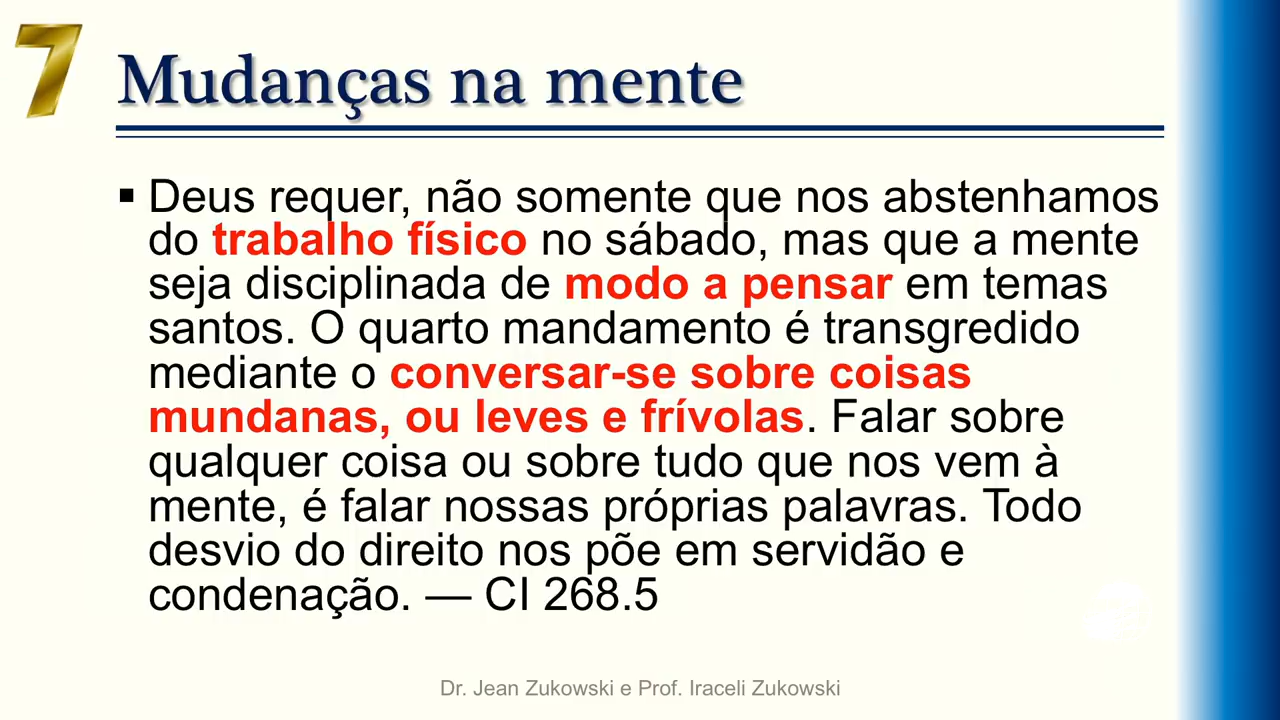 7
Mudanças na mente
▪ Deus requer, não somente que nos abstenhamos
do trabalho físico no sábado, mas que a mente
seja disciplinada de modo a pensar em temas
santos. O quarto mandamento é transgredido
mediante o conversar-se sobre coisas
mundanas, ou leves e frívolas. Falar sobre
qualquer coisa ou sobre tudo que nos vem à
mente, é falar nossas próprias palavras. Todo
desvio do direito nos põe em servidão e
condenação. — CI 268.5
Dr. Jean Zukowski e Prof. Iraceli Zukowski